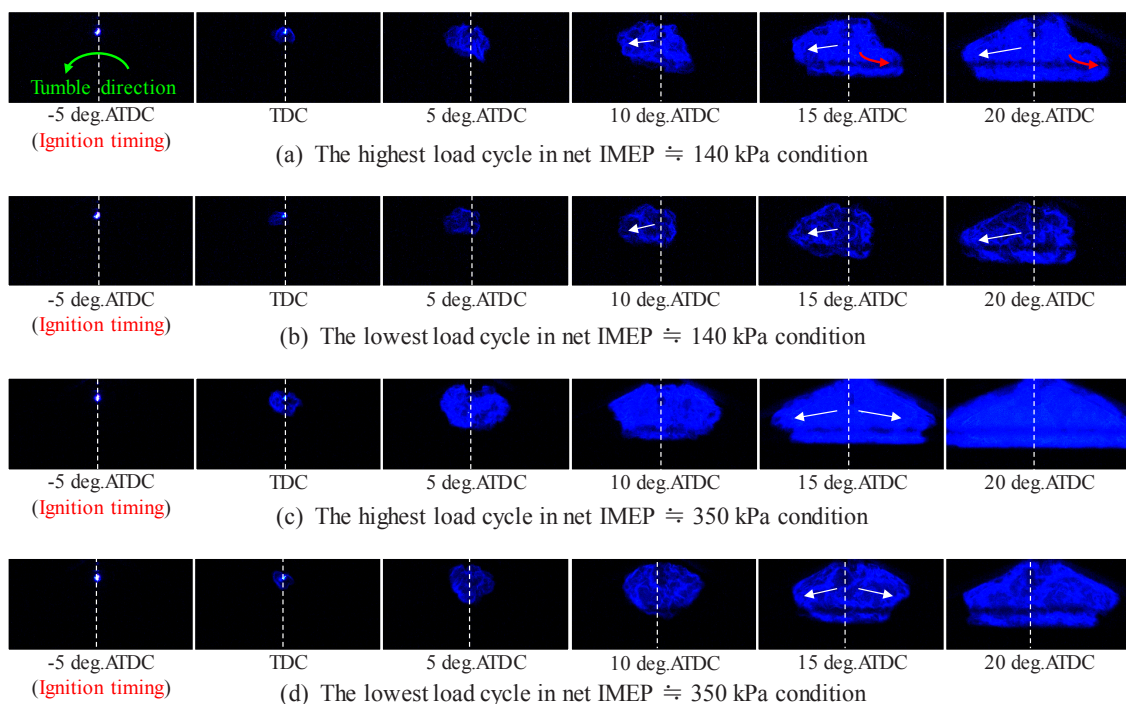 Tumble direction
-5 deg.ATDC TDC 5 deg.ATDC 10 deg.ATDC 15 deg.ATDC 20 deg.ATDC
(Ignition timing)
(a) The highest load cycle in net IMEP ≒ 140 kPa condition
-5 deg.ATDC TDC 5 deg.ATDC 10 deg.ATDC 15 deg.ATDC 20 deg.ATDC
(Ignition timing)
(b) The lowest load cycle in net IMEP ≒ 140 kPa condition
-5 deg.ATDC TDC 5 deg.ATDC 10 deg.ATDC 15 deg.ATDC 20 deg.ATDC
(Ignition timing)
(c) The highest load cycle in net IMEP ≒ 350 kPa condition
-5 deg.ATDC TDC 5 deg.ATDC 10 deg.ATDC 15 deg.ATDC 20 deg.ATDC
(Ignition timing)
(d) The lowest load cycle in net IMEP ≒ 350 kPa condition